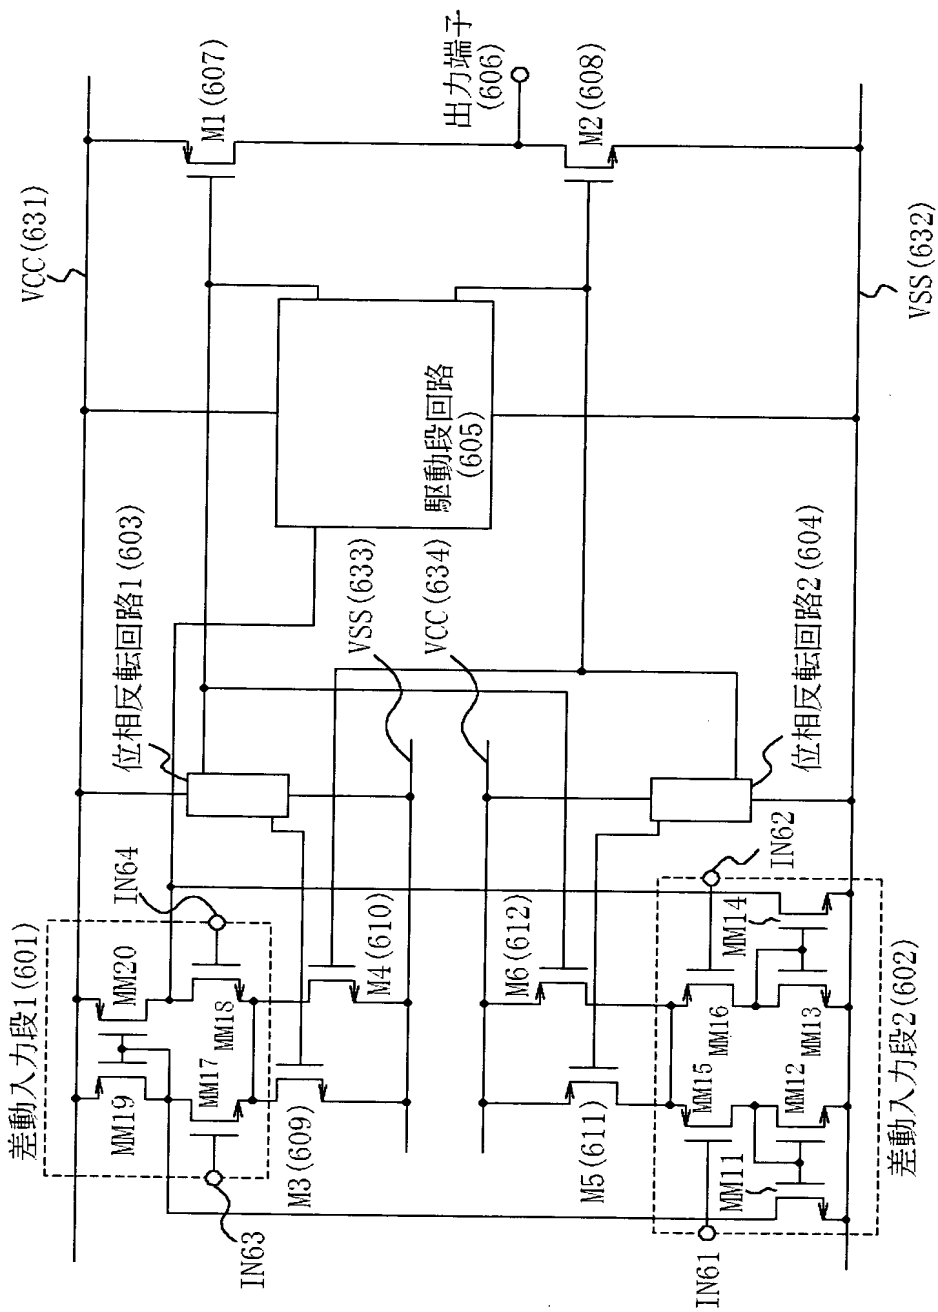 差動入力段1(601)
MM19
MM20
MM17
MM18
IN63
IN64
位相反転回路1(603)
VCC(631)
M1(607)
出力端子
(606)
M2(608)
VSS(632)
駆動段回路
(605)
VSS(633)
VCC(634)
M3(609)
M4(610)
M5(611)
M6(612)
位相反転回路2(604)
IN61
IN62
MM15
MM16
MM11
MM12
MM13
MM14
差動入力段2(602)